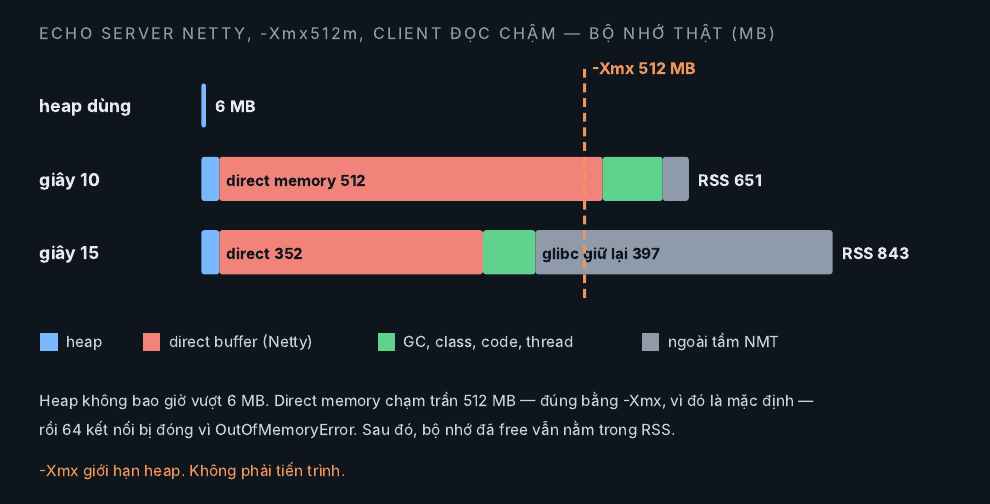 ECHO SERVER NETTY, -Xmx512m, CLIENT ĐỌC CHẬM — BỘ NHỚ THẬT (MB)
-Xmx 512 MB
heap dùng 6 MB
giây 10 direct memory 512 RSS 651
giây 15 direct 352 glibc giữ lại 397 RSS 843
heap direct buffer (Netty) GC, class, code, thread ngoài tầm NMT
Heap không bao giờ vượt 6 MB. Direct memory chạm trần 512 MB — đúng bằng -Xmx, vì đó là mặc định —
rồi 64 kết nối bị đóng vì OutOfMemoryError. Sau đó, bộ nhớ đã free vẫn nằm trong RSS.
-Xmx giới hạn heap. Không phải tiến trình.